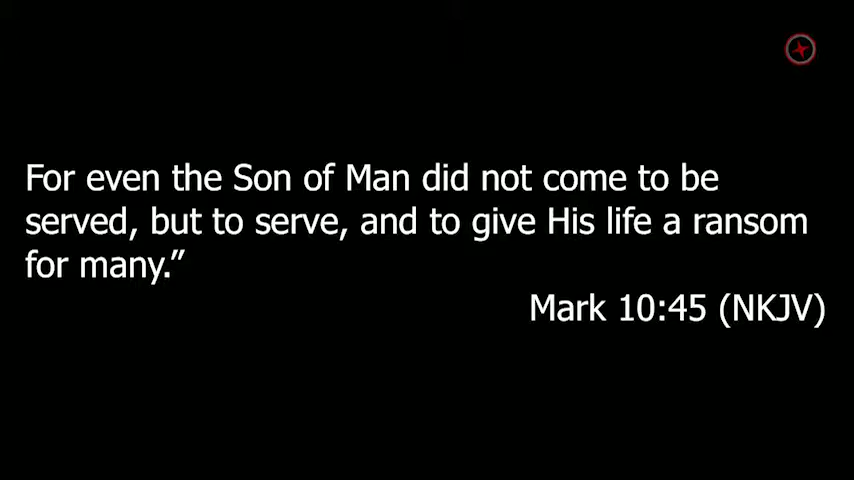 For even the Son of Man did not come to be
served, but to serve, and to give His life a ransom
for many.”
Mark 10:45 (NKJV)